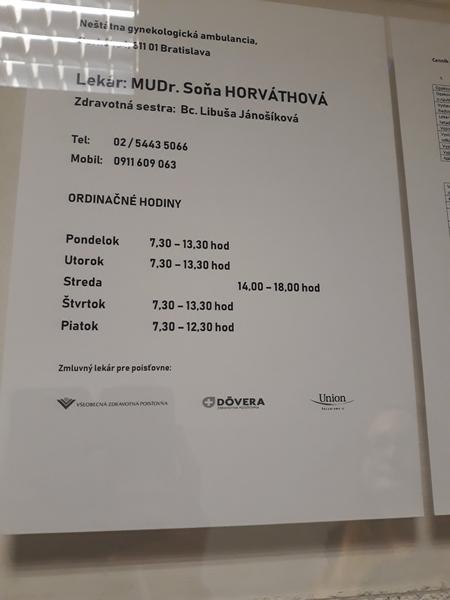 Neštátna gynekologická ambulancia,
811 01 Bratislava
Lekár: MUDr. Soňa HORVÁTHOVÁ
Zdravotná sestra: Bc. Libuša Jánošíková
Tel: 02 / 5443 5066
Mobil: 0911 609 063
ORDINAČNÉ HODINY
Pondelok 7,30 – 13,30 hod
Utorok 7,30 – 13,30 hod
Streda 14,00 – 18,00 hod
Štvrtok 7,30 – 13,30 hod
Piatok 7,30 – 12,30 hod
Zmluvný lekár pre poisťovne:
VŠEOBECNÁ ZDRAVOTNÁ POISŤOVŇA
DÔVERA
ZDRAVOTNÁ POISŤOVŇA
Union
Cenník